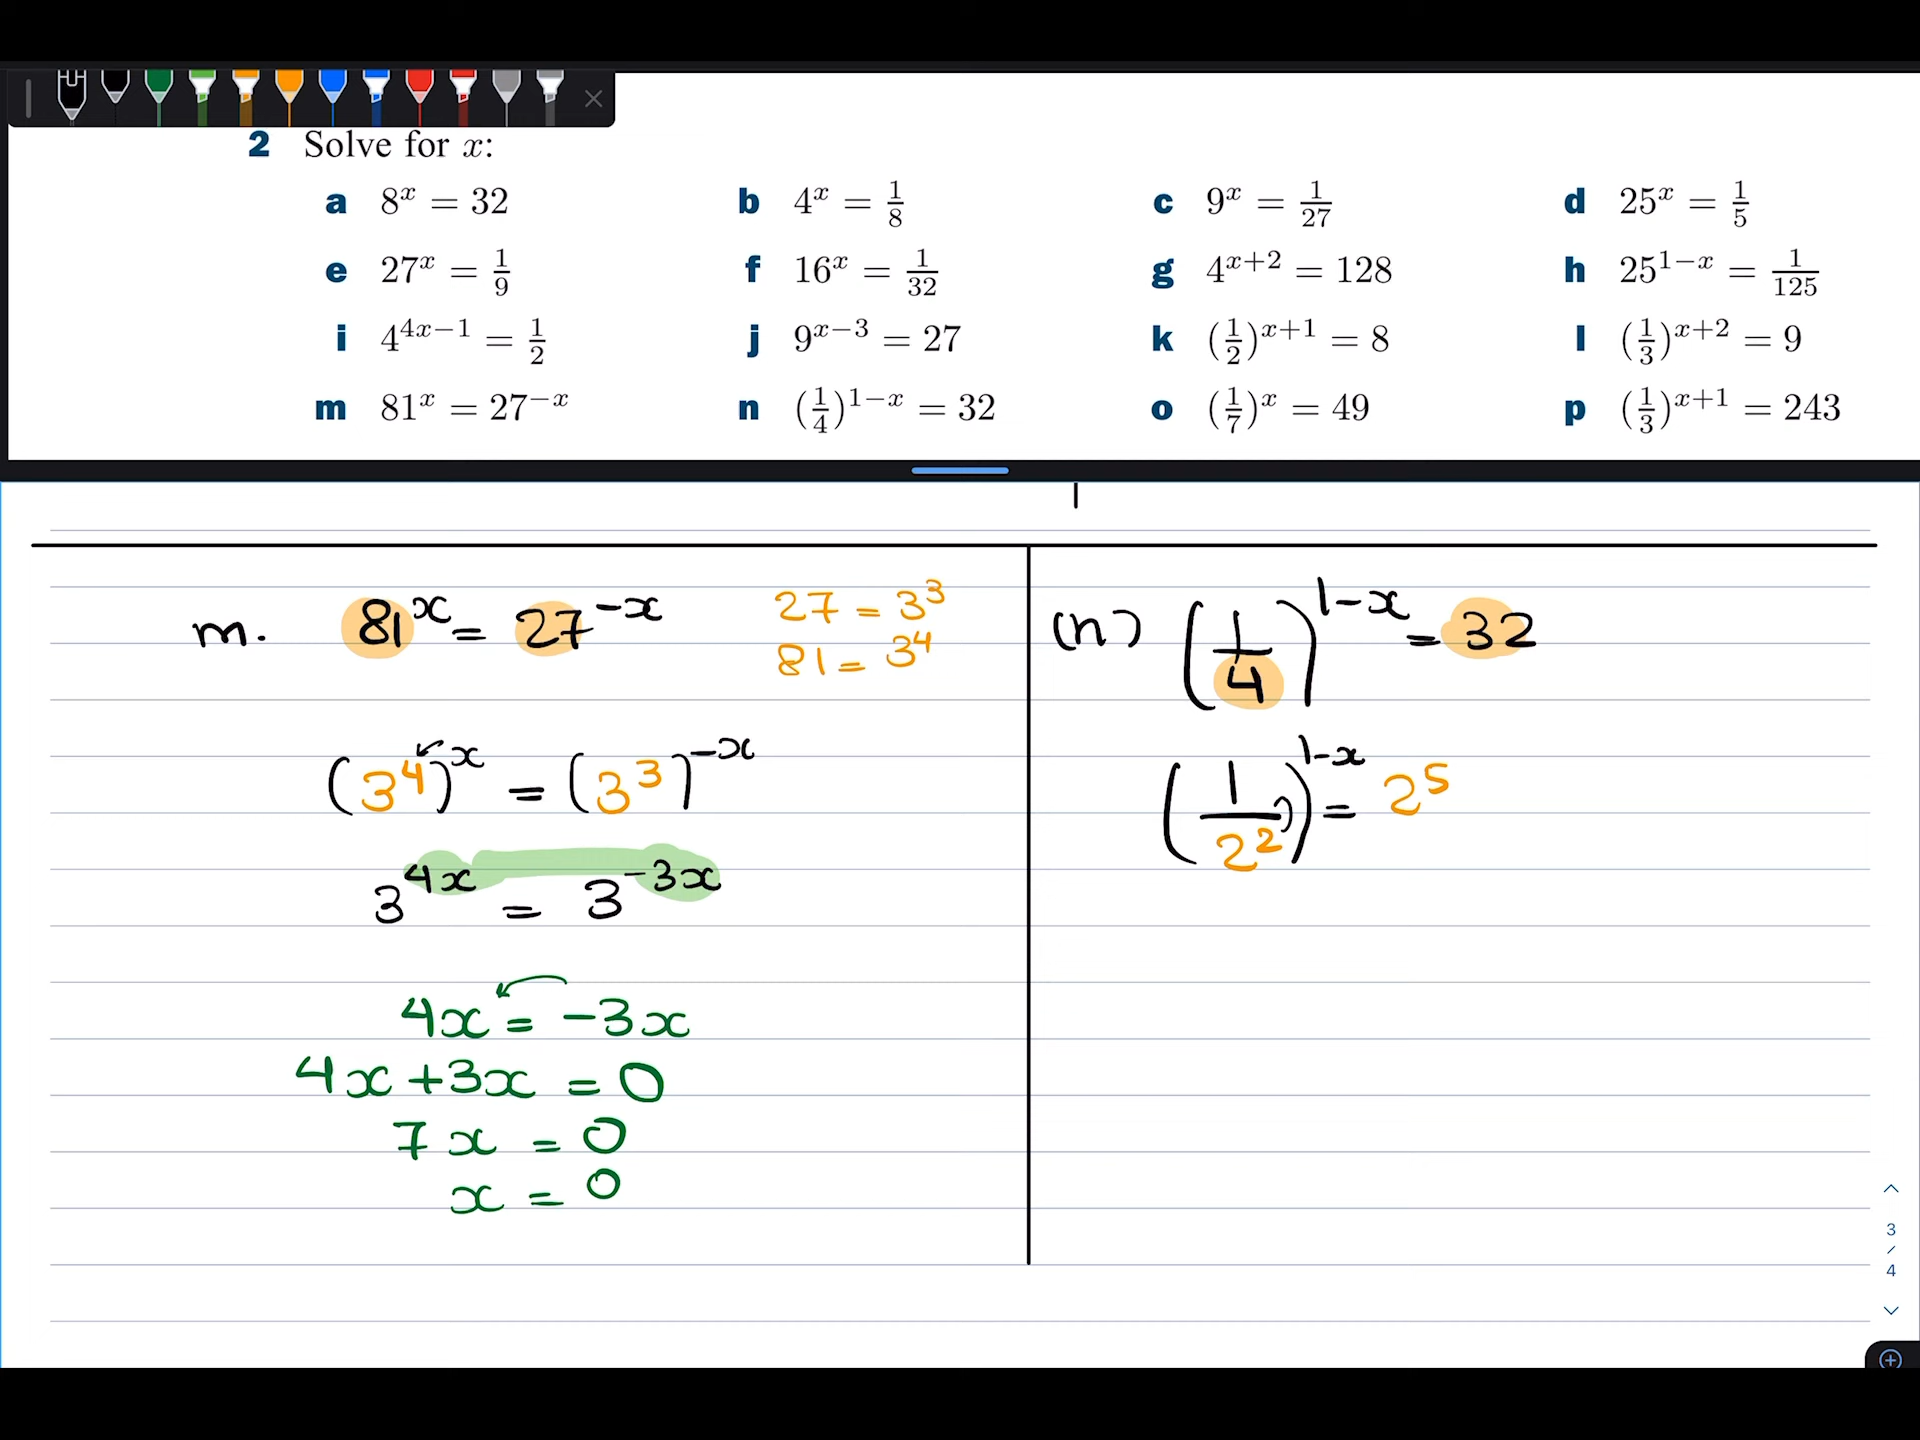 2 Solve for x:
a 8^x = 32 b 4^x = 1/8 c 9^x = 1/27 d 25^x = 1/5
e 27^x = 1/9 f 16^x = 1/32 g 4^{x+2} = 128 h 25^{1−x} = 1/125
i 4^{4x−1} = 1/2 j 9^{x−3} = 27 k (1/2)^{x+1} = 8 l (1/3)^{x+2} = 9
m 81^x = 27^{−x} n (1/4)^{1−x} = 32 o (1/7)^x = 49 p (1/3)^{x+1} = 243
m. 81^x = 27^{−x}
27 = 3^3
81 = 3^4
(3^4)^x = (3^3)^{−x}
3^{4x} = 3^{−3x}
4x = −3x
4x + 3x = 0
7x = 0
x = 0
(n) (1/4)^{1−x} = 32
(1/2^2)^{1−x} = 2^5
3
/
4